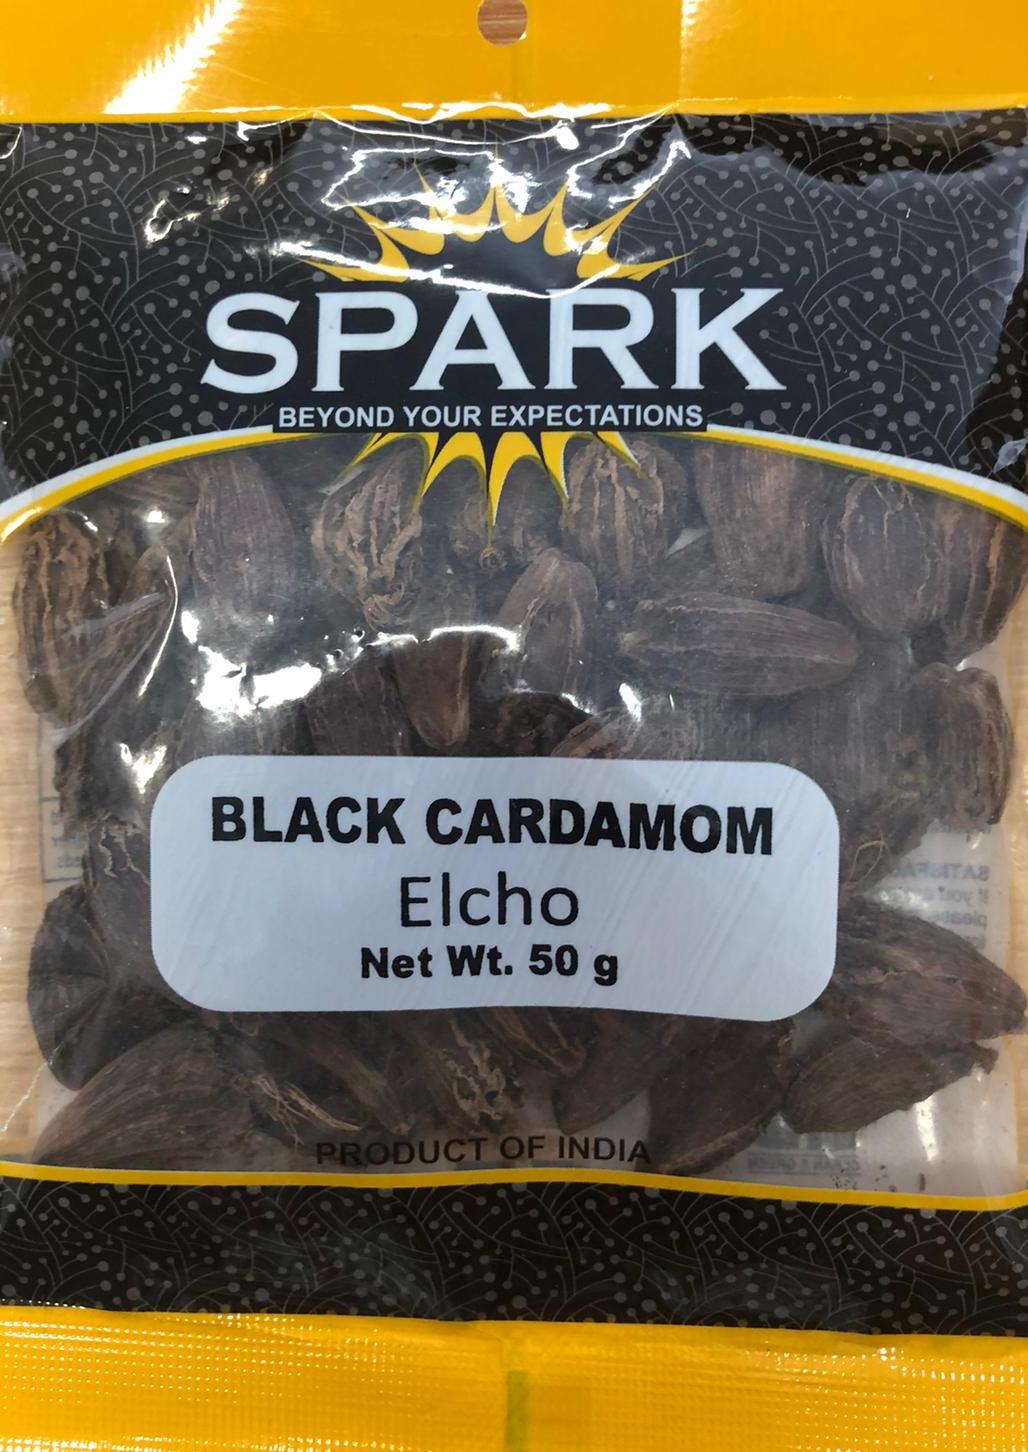 SPARK
BEYOND YOUR EXPECTATIONS
BLACK CARDAMOM
Elcho
Net Wt. 50 g
PRODUCT OF INDIA